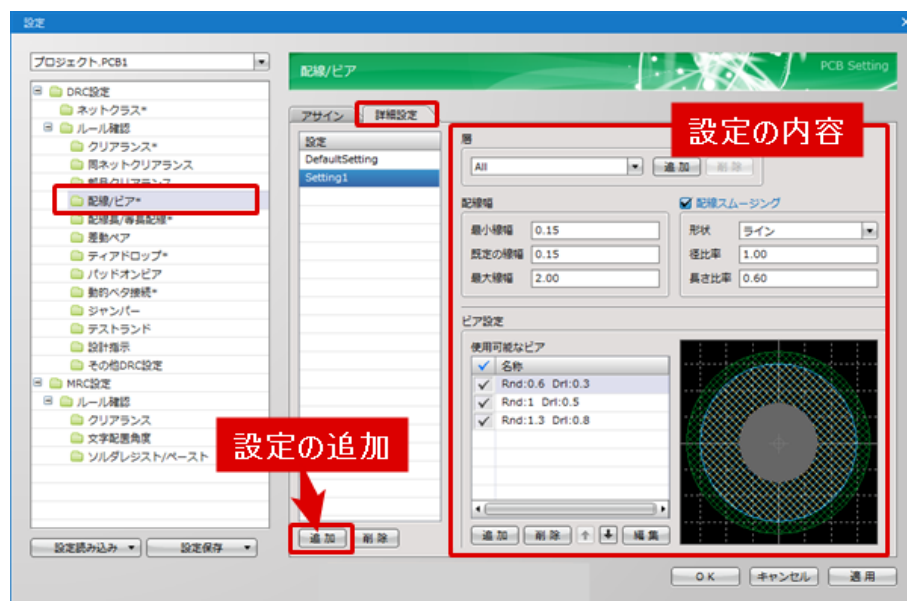 設定
プロジェクト.PCB1
DRC設定
ネットクラス*
ルール確認
クリアランス*
同ネットクリアランス
部品クリアランス
配線/ビア*
配線長/等長配線*
差動ペア
ティアドロップ*
パッドオンビア
動的ベタ接続*
ジャンパー
テストランド
設計指示
その他DRC設定
MRC設定
ルール確認
クリアランス
文字配置角度
ソルダレジスト/ペースト
設定読み込み
設定保存
配線/ビア
PCB Setting
アサイン
詳細設定
設定
DefaultSetting
Setting1
設定の追加
追加
削除
設定の内容
層
All
追加
削除
配線幅
最小線幅
0.15
既定の線幅
0.15
最大線幅
2.00
配線スムージング
形状
ライン
径比率
1.00
長さ比率
0.60
ビア設定
使用可能なビア
名称
Rnd:0.6 Drl:0.3
Rnd:1 Drl:0.5
Rnd:1.3 Drl:0.8
追加
削除
編集
OK
キャンセル
適用